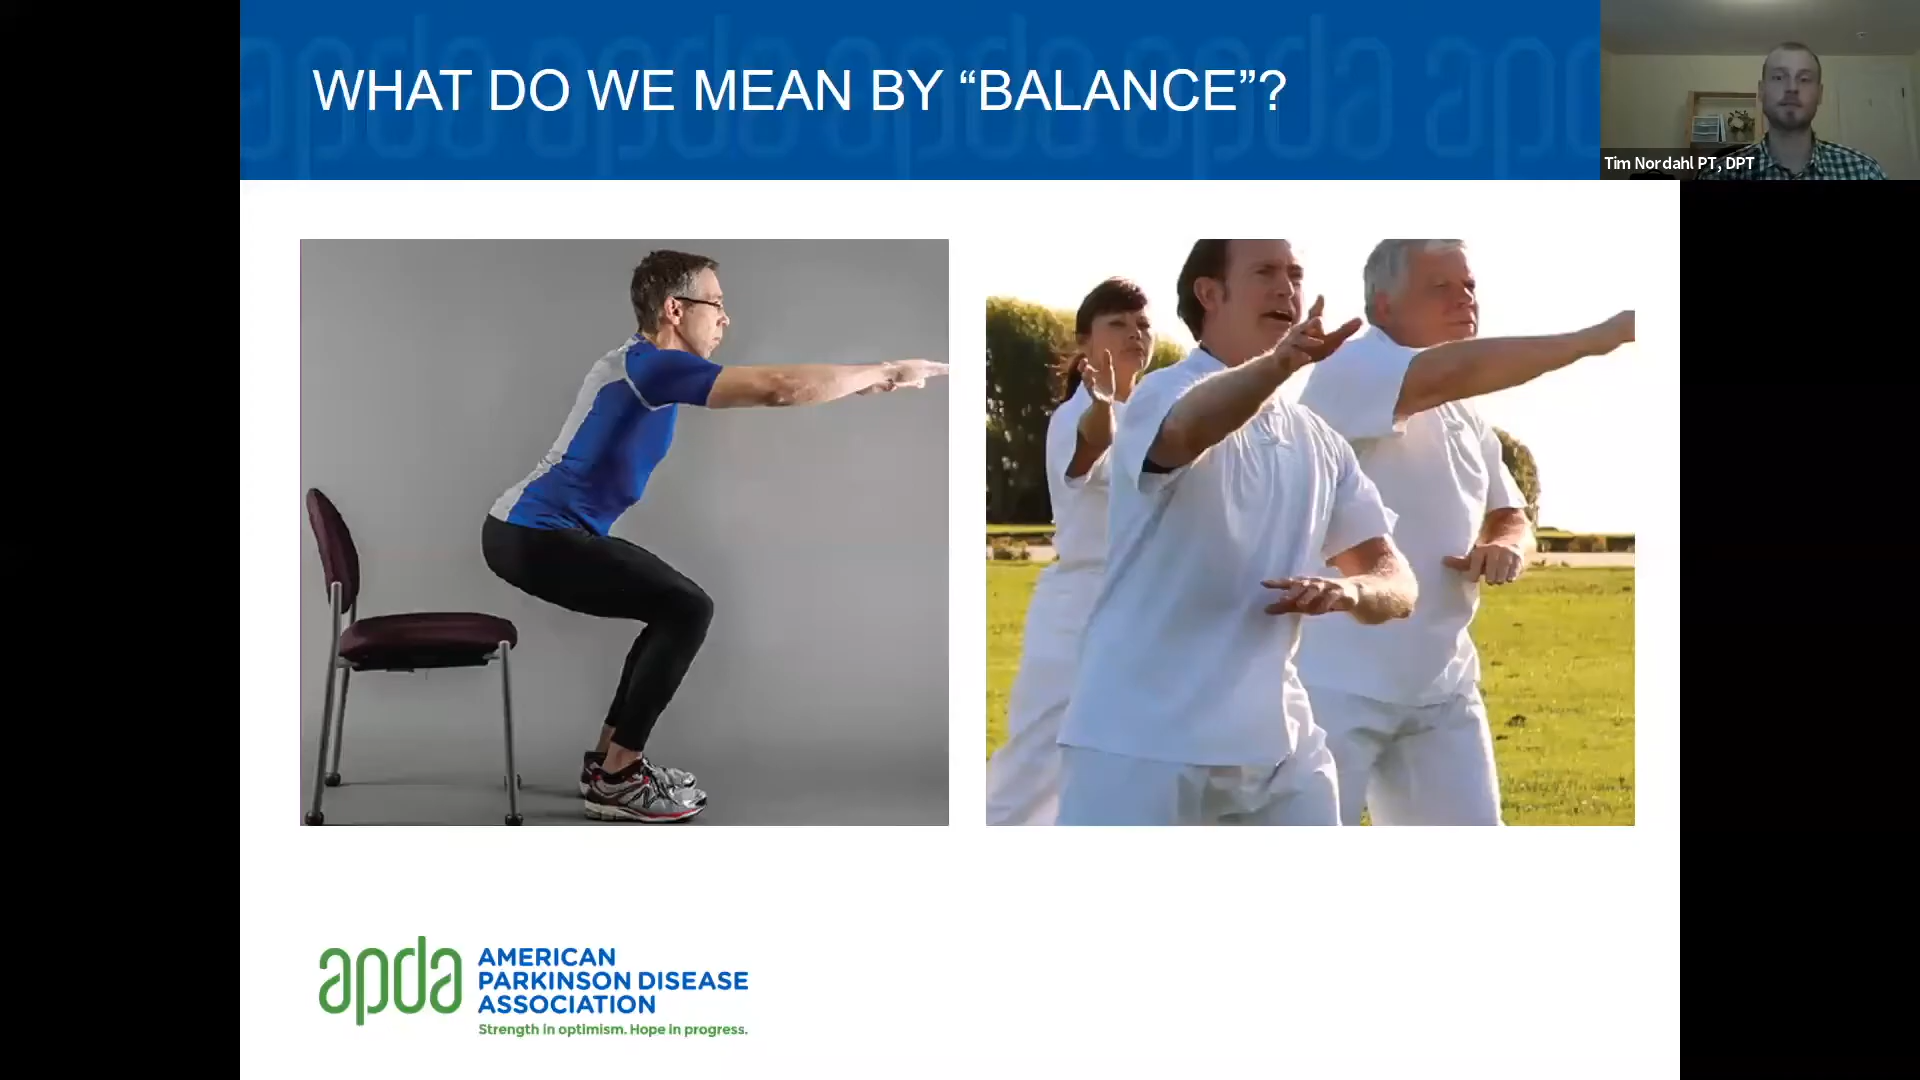 WHAT DO WE MEAN BY “BALANCE”?
Tim Nordahl PT, DPT
apda
AMERICAN
PARKINSON DISEASE
ASSOCIATION
Strength in optimism. Hope in progress.